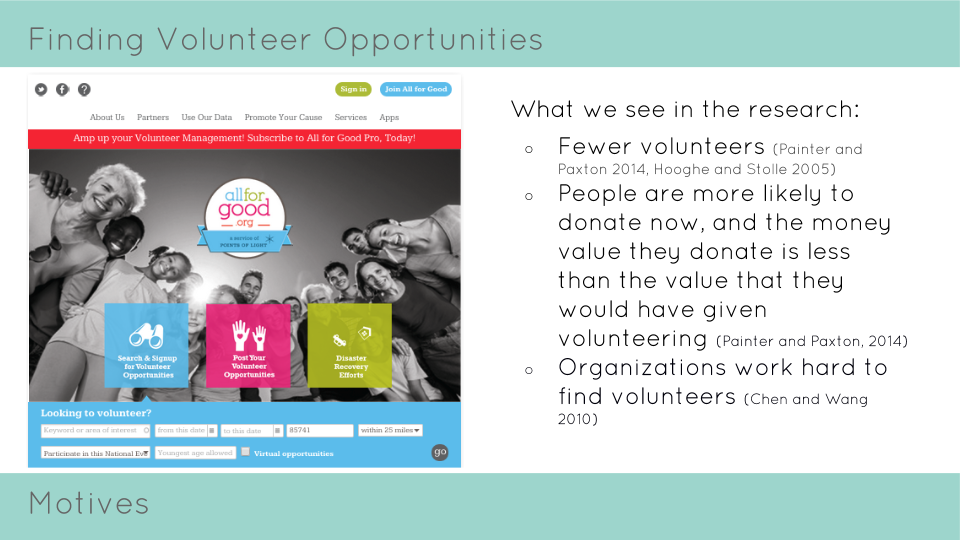 Finding Volunteer Opportunities
Sign in
Join All for Good
About Us Partners Use Our Data Promote Your Cause Services Apps
Amp up your Volunteer Management! Subscribe to All for Good Pro, Today!
allfor
good
org
a service of
POINTS OF LIGHT
Search & Signup
for Volunteer
Opportunities
Post Your
Volunteer
Opportunities
Disaster
Recovery
Efforts
Looking to volunteer?
Keyword or area of interest
from this date
to this date
85741
within 25 miles
Participate in this National Ev
Youngest age allowed
Virtual opportunities
go
What we see in the research:
Fewer volunteers (Painter and
Paxton 2014, Hooghe and Stolle 2005)
People are more likely to
donate now, and the money
value they donate is less
than the value that they
would have given
volunteering (Painter and Paxton, 2014)
Organizations work hard to
find volunteers (Chen and Wang
2010)
Motives